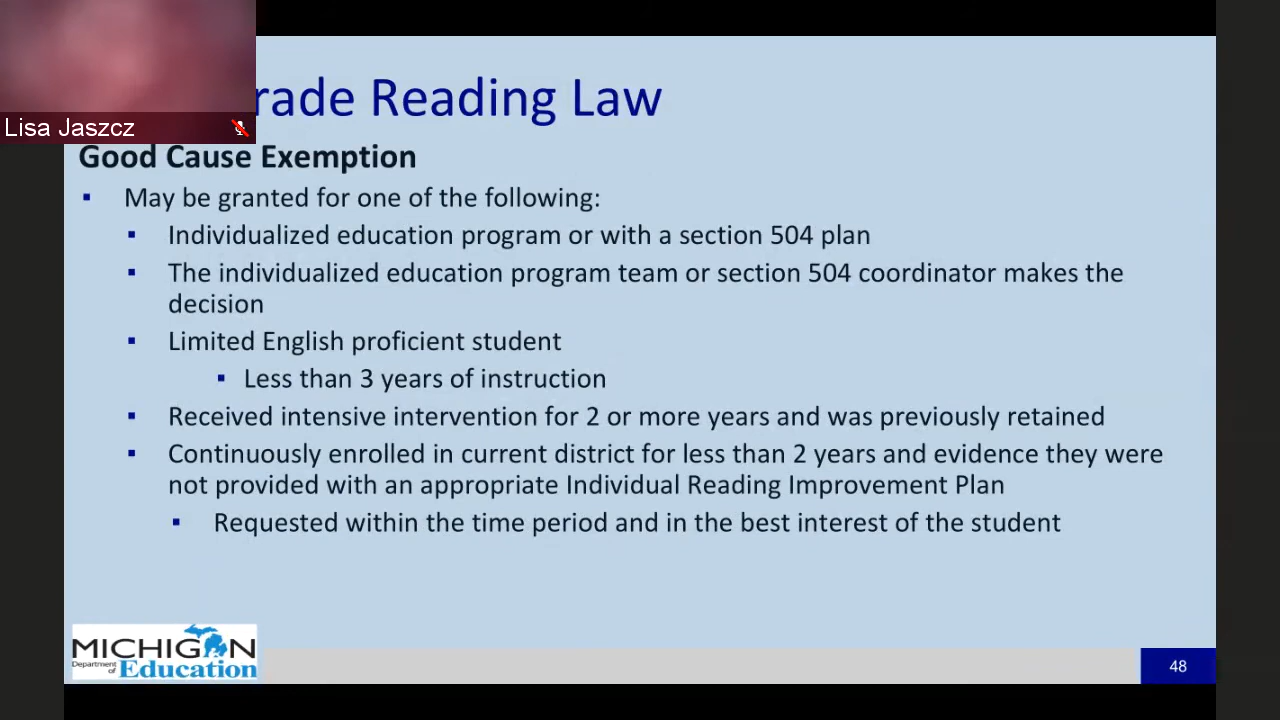 rade Reading Law
Lisa Jaszcz
Good Cause Exemption
▪ May be granted for one of the following:
▪ Individualized education program or with a section 504 plan
▪ The individualized education program team or section 504 coordinator makes the
decision
▪ Limited English proficient student
▪ Less than 3 years of instruction
▪ Received intensive intervention for 2 or more years and was previously retained
▪ Continuously enrolled in current district for less than 2 years and evidence they were
not provided with an appropriate Individual Reading Improvement Plan
▪ Requested within the time period and in the best interest of the student
MICHIGAN
Department
of Education
48